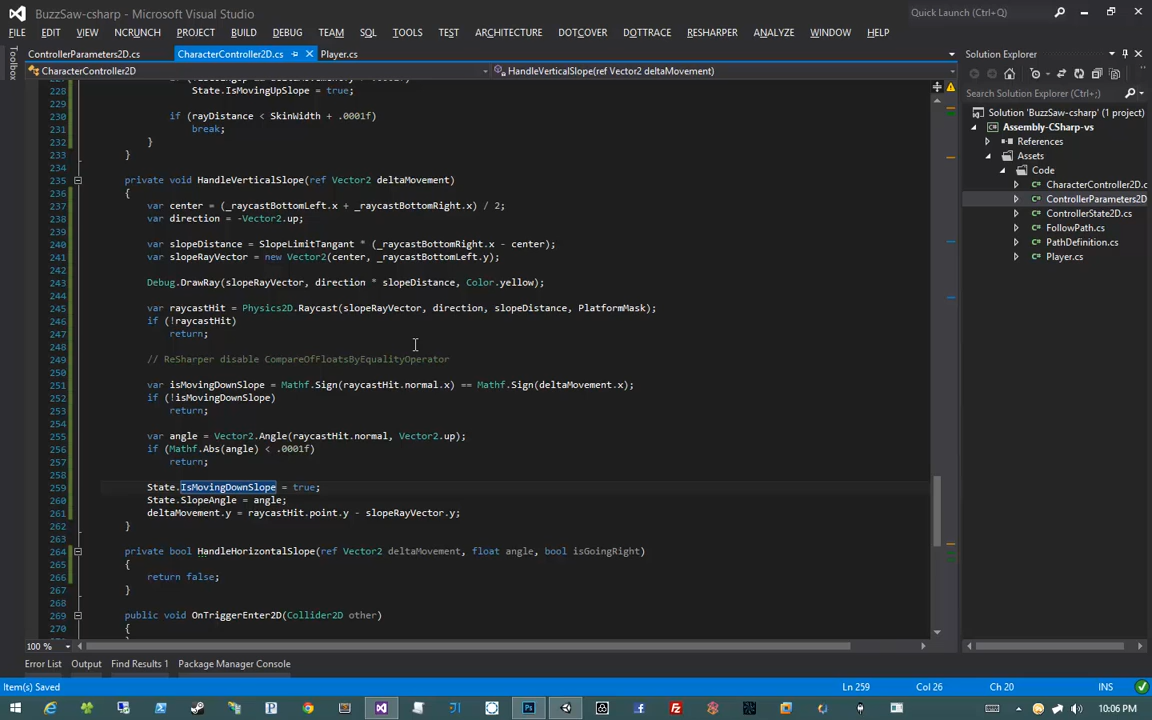 BuzzSaw-csharp - Microsoft Visual Studio
Quick Launch (Ctrl+Q)
FILE EDIT VIEW NCRUNCH PROJECT BUILD DEBUG TEAM SQL TOOLS TEST ARCHITECTURE DOTCOVER DOTTRACE RESHARPER ANALYZE WINDOW HELP
Toolbox
ControllerParameters2D.cs CharacterController2D.cs Player.cs
CharacterController2D HandleVerticalSlope(ref Vector2 deltaMovement)
228 State.IsMovingUpSlope = true;
229
230 if (rayDistance < SkinWidth + .0001f)
231 break;
232 }
233 }
234
235 private void HandleVerticalSlope(ref Vector2 deltaMovement)
236 {
237 var center = (_raycastBottomLeft.x + _raycastBottomRight.x) / 2;
238 var direction = -Vector2.up;
239
240 var slopeDistance = SlopeLimitTangant * (_raycastBottomRight.x - center);
241 var slopeRayVector = new Vector2(center, _raycastBottomLeft.y);
242
243 Debug.DrawRay(slopeRayVector, direction * slopeDistance, Color.yellow);
244
245 var raycastHit = Physics2D.Raycast(slopeRayVector, direction, slopeDistance, PlatformMask);
246 if (!raycastHit)
247 return;
248
249 // ReSharper disable CompareOfFloatsByEqualityOperator
250
251 var isMovingDownSlope = Mathf.Sign(raycastHit.normal.x) == Mathf.Sign(deltaMovement.x);
252 if (!isMovingDownSlope)
253 return;
254
255 var angle = Vector2.Angle(raycastHit.normal, Vector2.up);
256 if (Mathf.Abs(angle) < .0001f)
257 return;
258
259 State.IsMovingDownSlope = true;
260 State.SlopeAngle = angle;
261 deltaMovement.y = raycastHit.point.y - slopeRayVector.y;
262 }
263
264 private bool HandleHorizontalSlope(ref Vector2 deltaMovement, float angle, bool isGoingRight)
265 {
266 return false;
267 }
268
269 public void OnTriggerEnter2D(Collider2D other)
270 {
100 %
Solution Explorer
Search Solution Explorer (Ctrl+;)
Solution 'BuzzSaw-csharp' (1 project)
Assembly-CSharp-vs
References
Assets
Code
CharacterController2D.c
ControllerParameters2D
ControllerState2D.cs
FollowPath.cs
PathDefinition.cs
Player.cs
Error List Output Find Results 1 Package Manager Console
Item(s) Saved Ln 259 Col 26 Ch 20 INS
10:06 PM